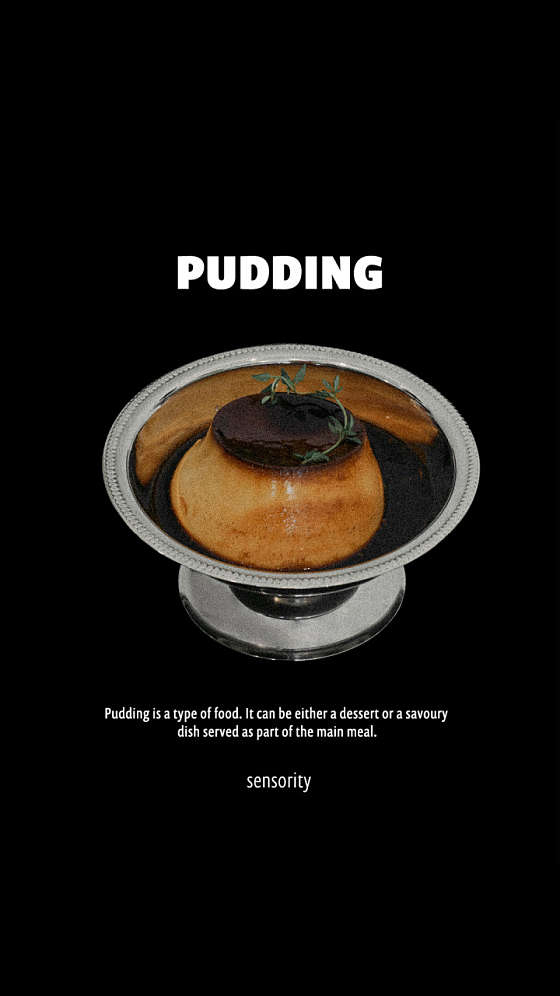 PUDDING
Pudding is a type of food. It can be either a dessert or a savoury
dish served as part of the main meal.
sensority